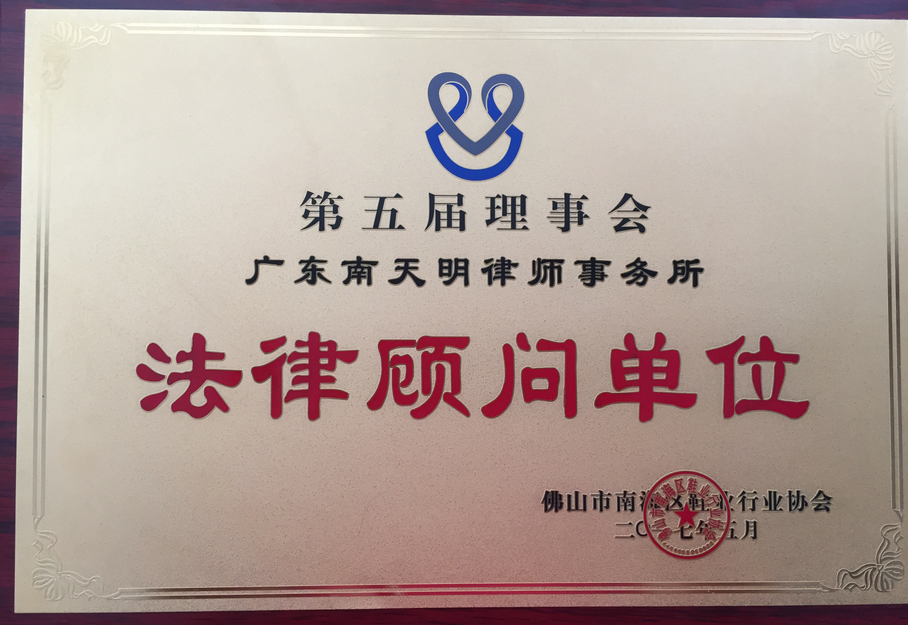 第五届理事会
广东南天明律师事务所
法律顾问单位
佛山市南海区鞋业行业协会
二〇一七年五月